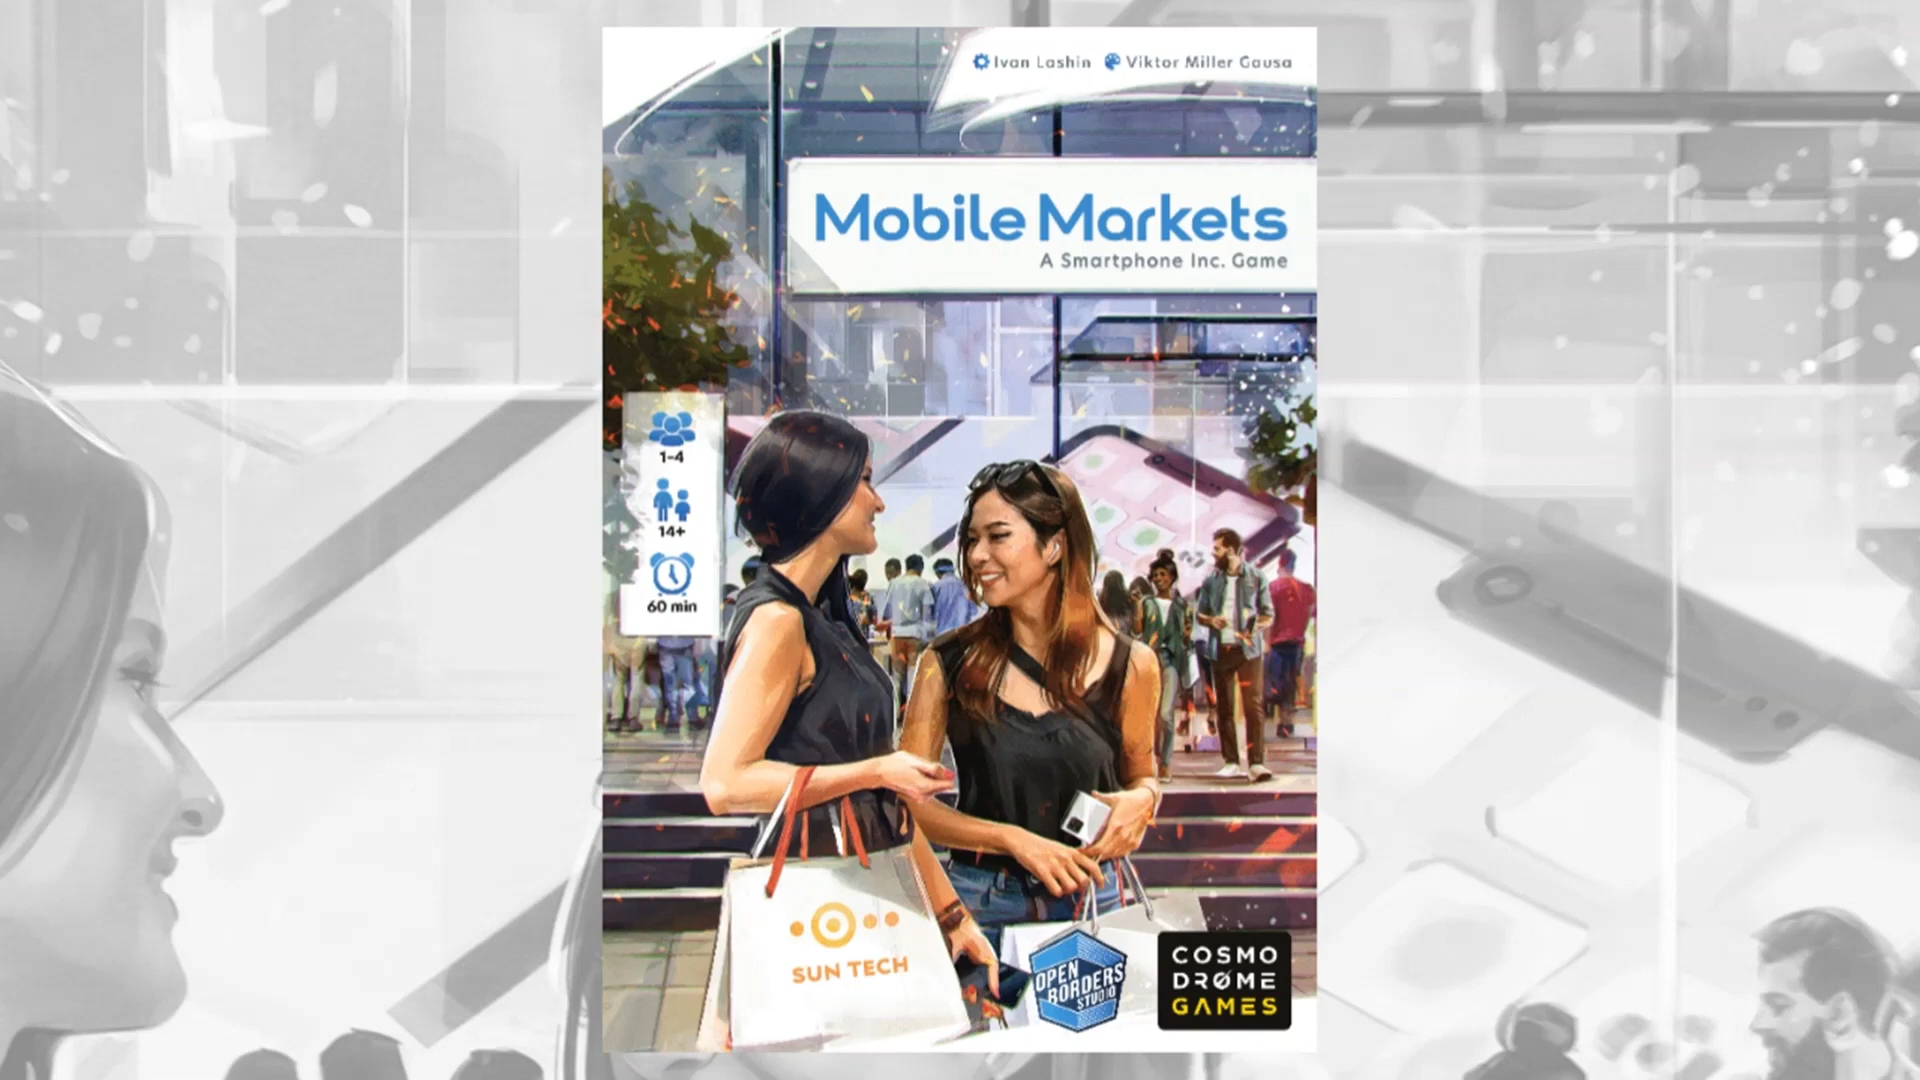 Ivan Lashin Viktor Miller Gausa
Mobile Markets
A Smartphone Inc. Game
1-4
14+
60 min
SUN TECH
OPEN
BORDERS
STUDIO
COSMO
DRØME
GAMES